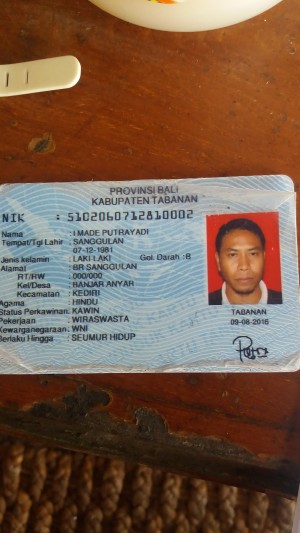 PROVINSI BALI
KABUPATEN TABANAN
NIK : 5102060712810002
Nama : I MADE PUTRAYADI
Tempat/Tgl Lahir : SANGGULAN
07-12-1981
Jenis kelamin : LAKI-LAKI Gol. Darah : B
Alamat : BR SANGGULAN
RT/RW : 000/000
Kel/Desa : BANJAR ANYAR
Kecamatan : KEDIRI
Agama : HINDU
Status Perkawinan: KAWIN
Pekerjaan : WIRASWASTA
Kewarganegaraan: WNI
Berlaku Hingga : SEUMUR HIDUP
TABANAN
09-08-2016